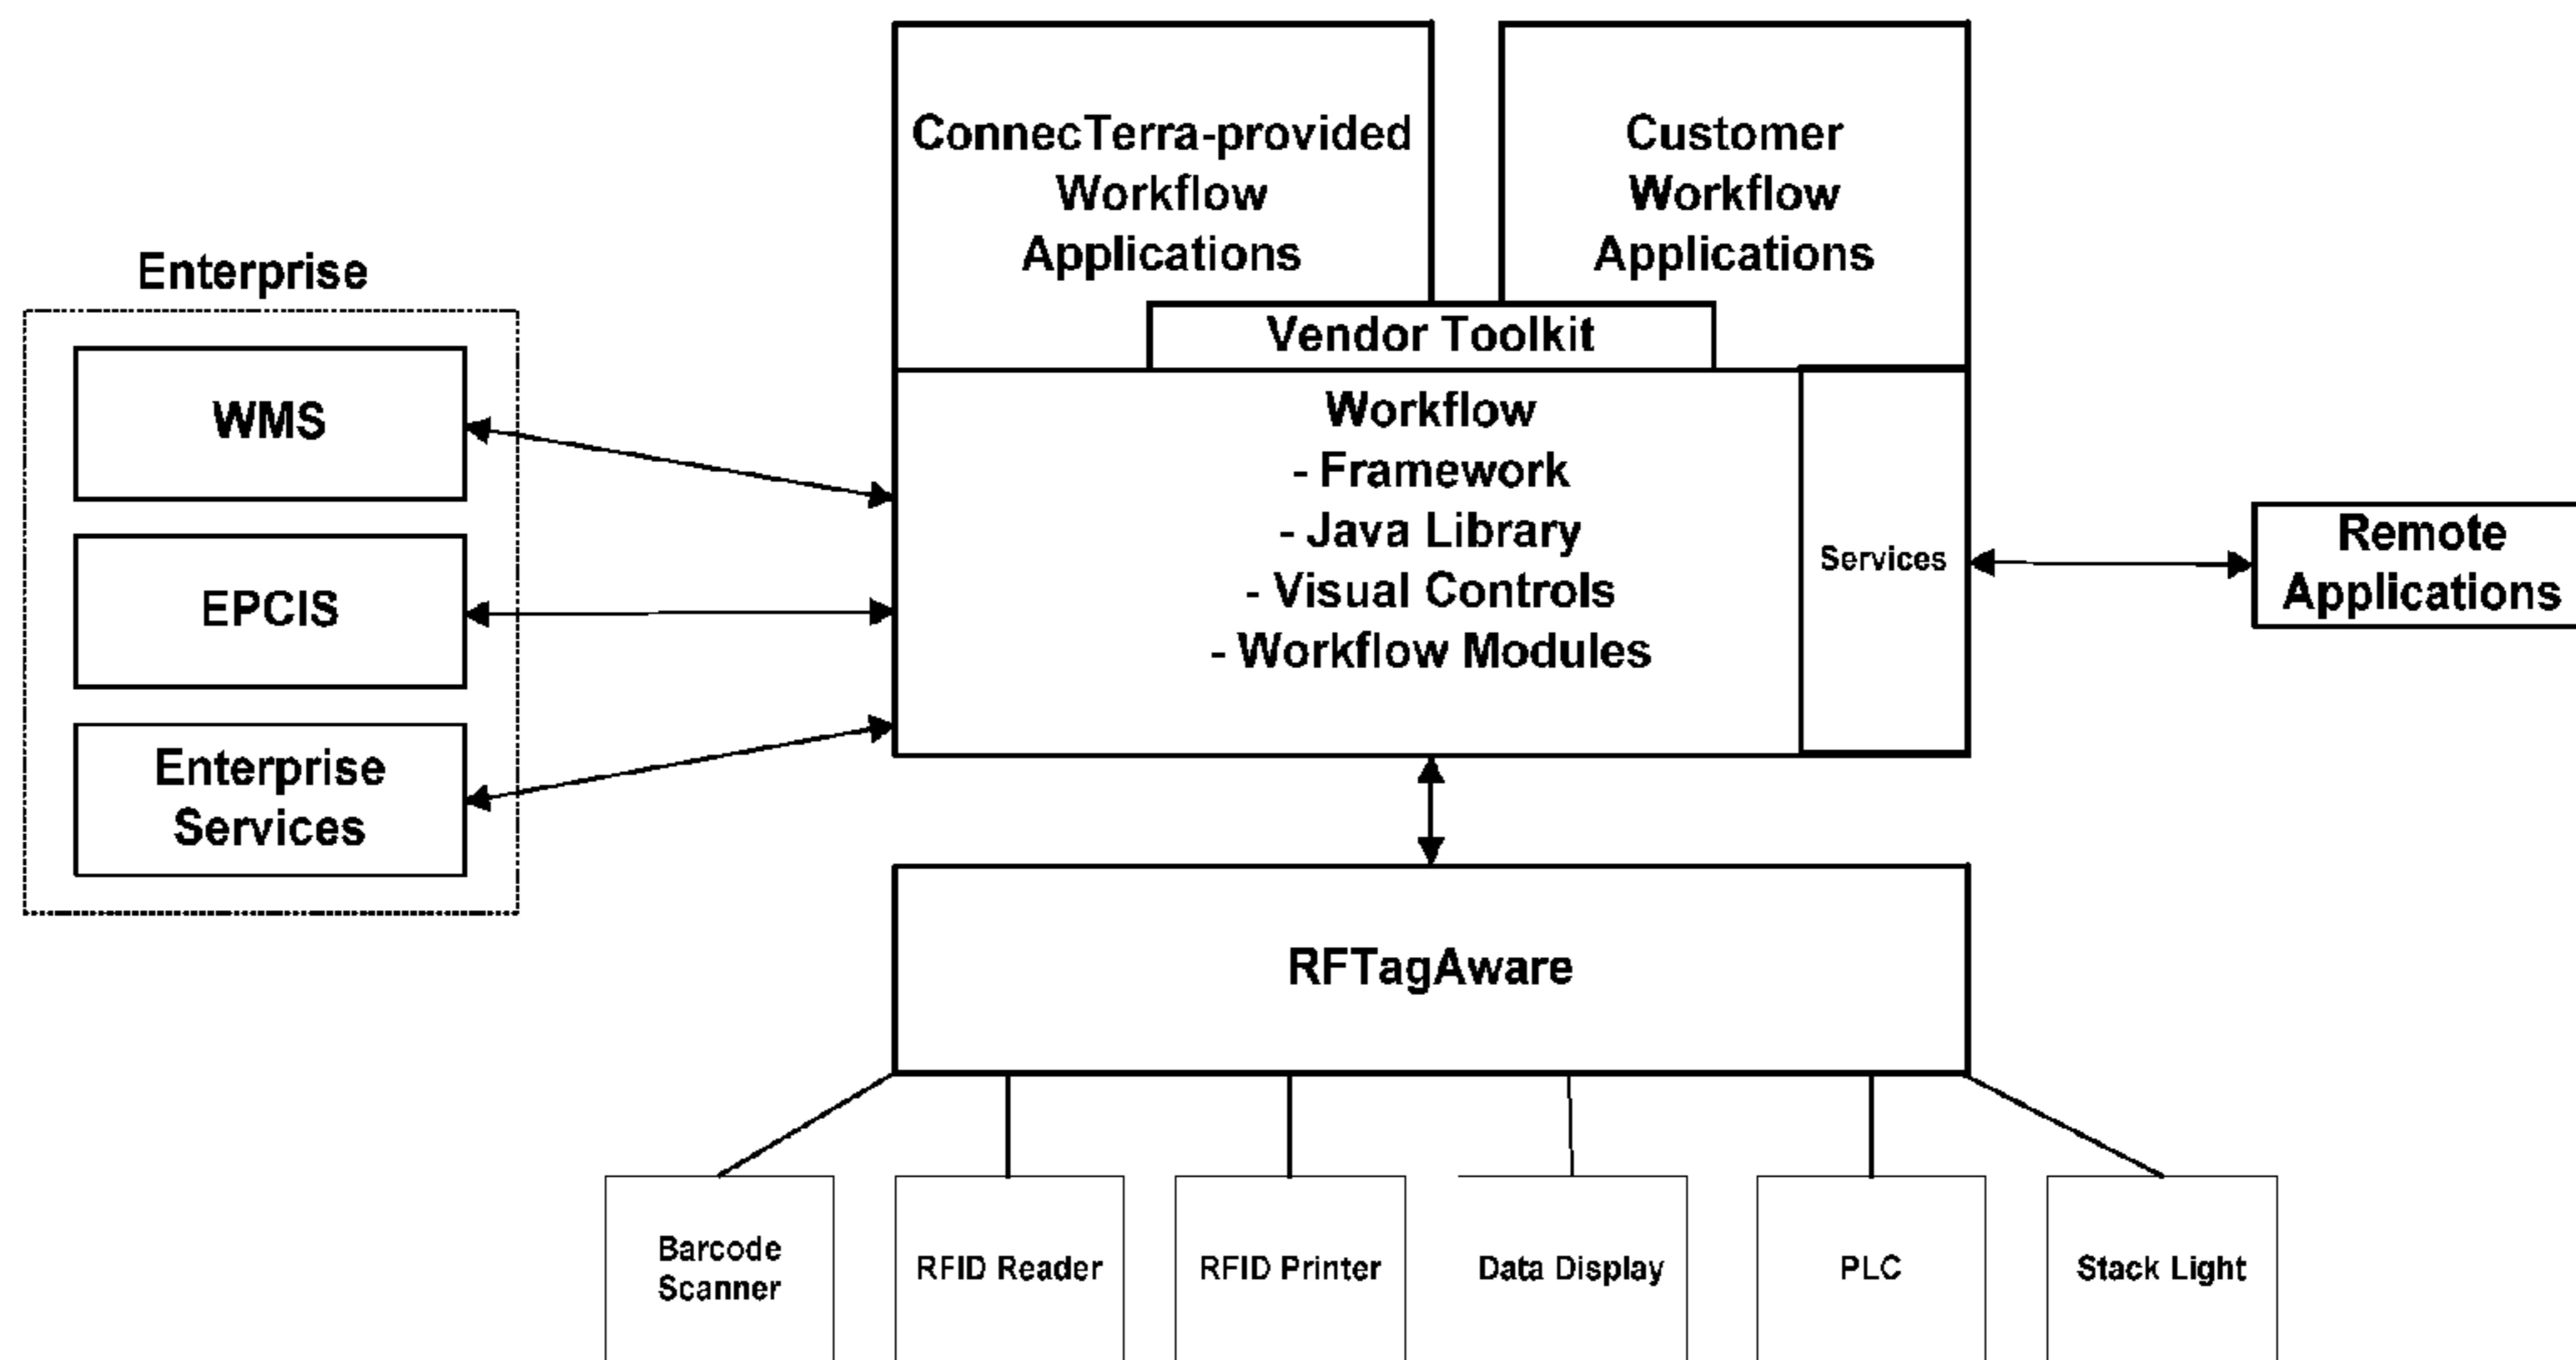 ConnecTerra-provided
Workflow
Applications
Customer
Workflow
Applications
Vendor Toolkit
Enterprise
WMS
EPCIS
Enterprise
Services
Workflow
- Framework
- Java Library
- Visual Controls
- Workflow Modules
Services
Remote
Applications
RFTagAware
Barcode
Scanner
RFID Reader
RFID Printer
Data Display
PLC
Stack Light